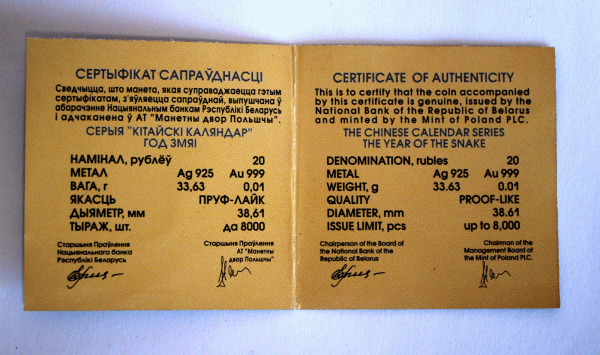 СЕРТЫФІКАТ САПРАЎДНАСЦІ
Сведчыцца, што манета, якая суправаджаецца гэтым
сертыфікатам, з'яўляецца сапраўднай, выпушчана ў
абарачэнне Нацыянальным банкам Рэспублікі Беларусь
і адчаканена ў АТ "Манетны двор Польшчы".
СЕРЫЯ "КІТАЙСКІ КАЛЯНДАР"
ГОД ЗМЯІ
НАМІНАЛ, рублёў 20
МЕТАЛ Ag 925 Au 999
ВАГА, г 33,63 0,01
ЯКАСЦЬ ПРУФ-ЛАЙК
ДЫЯМЕТР, мм 38,61
ТЫРАЖ, шт. да 8000
Старшыня Праўлення
Нацыянальнага банка
Рэспублікі Беларусь
Старшыня Праўлення
АТ "Манетны
двор Польшчы"
CERTIFICATE OF AUTHENTICITY
This is to certify that the coin accompanied
by this certificate is genuine, issued by the
National Bank of the Republic of Belarus
and minted by the Mint of Poland PLC.
THE CHINESE CALENDAR SERIES
THE YEAR OF THE SNAKE
DENOMINATION, rubles 20
METAL Ag 925 Au 999
WEIGHT, g 33.63 0.01
QUALITY PROOF-LIKE
DIAMETER, mm 38.61
ISSUE LIMIT, pcs up to 8,000
Chairperson of the Board of
the National Bank of the
Republic of Belarus
Chairman of the
Management Board of
the Mint of Poland PLC.